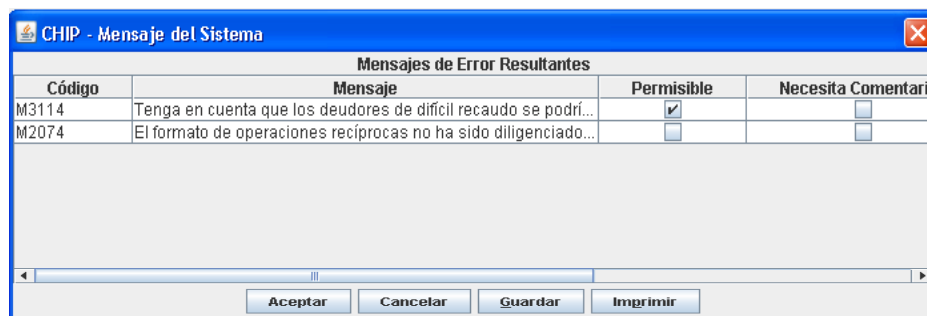 CHIP - Mensaje del Sistema
Mensajes de Error Resultantes
Código Mensaje Permisible Necesita Comentari
M3114 Tenga en cuenta que los deudores de difícil recaudo se podrí...
M2074 El formato de operaciones recíprocas no ha sido diligenciado...
Aceptar Cancelar Guardar Imprimir